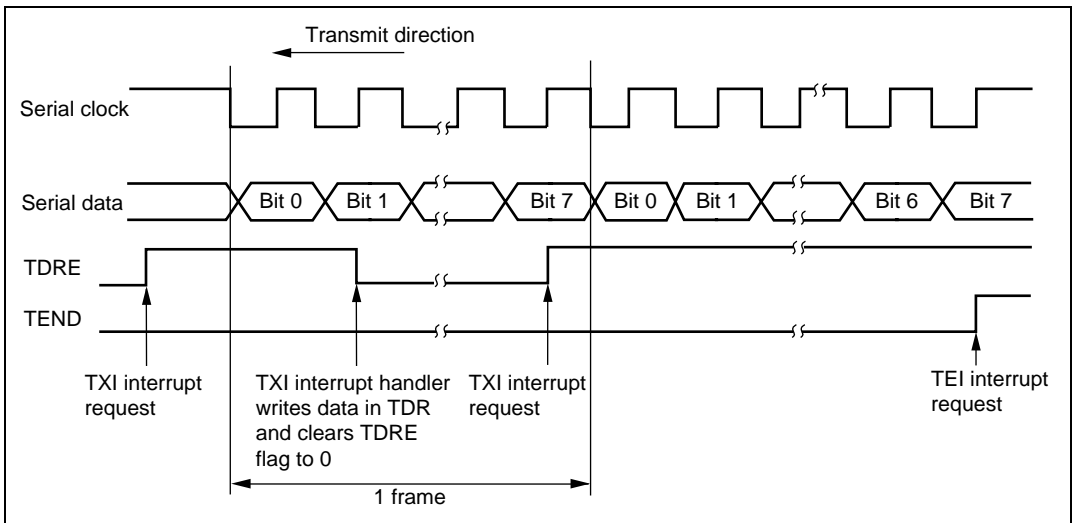 Transmit direction
Serial clock
Serial data
Bit 0
Bit 1
Bit 7
Bit 0
Bit 1
Bit 6
Bit 7
TDRE
TEND
TXI interrupt
request
TXI interrupt handler
writes data in TDR
and clears TDRE
flag to 0
TXI interrupt
request
TEI interrupt
request
1 frame